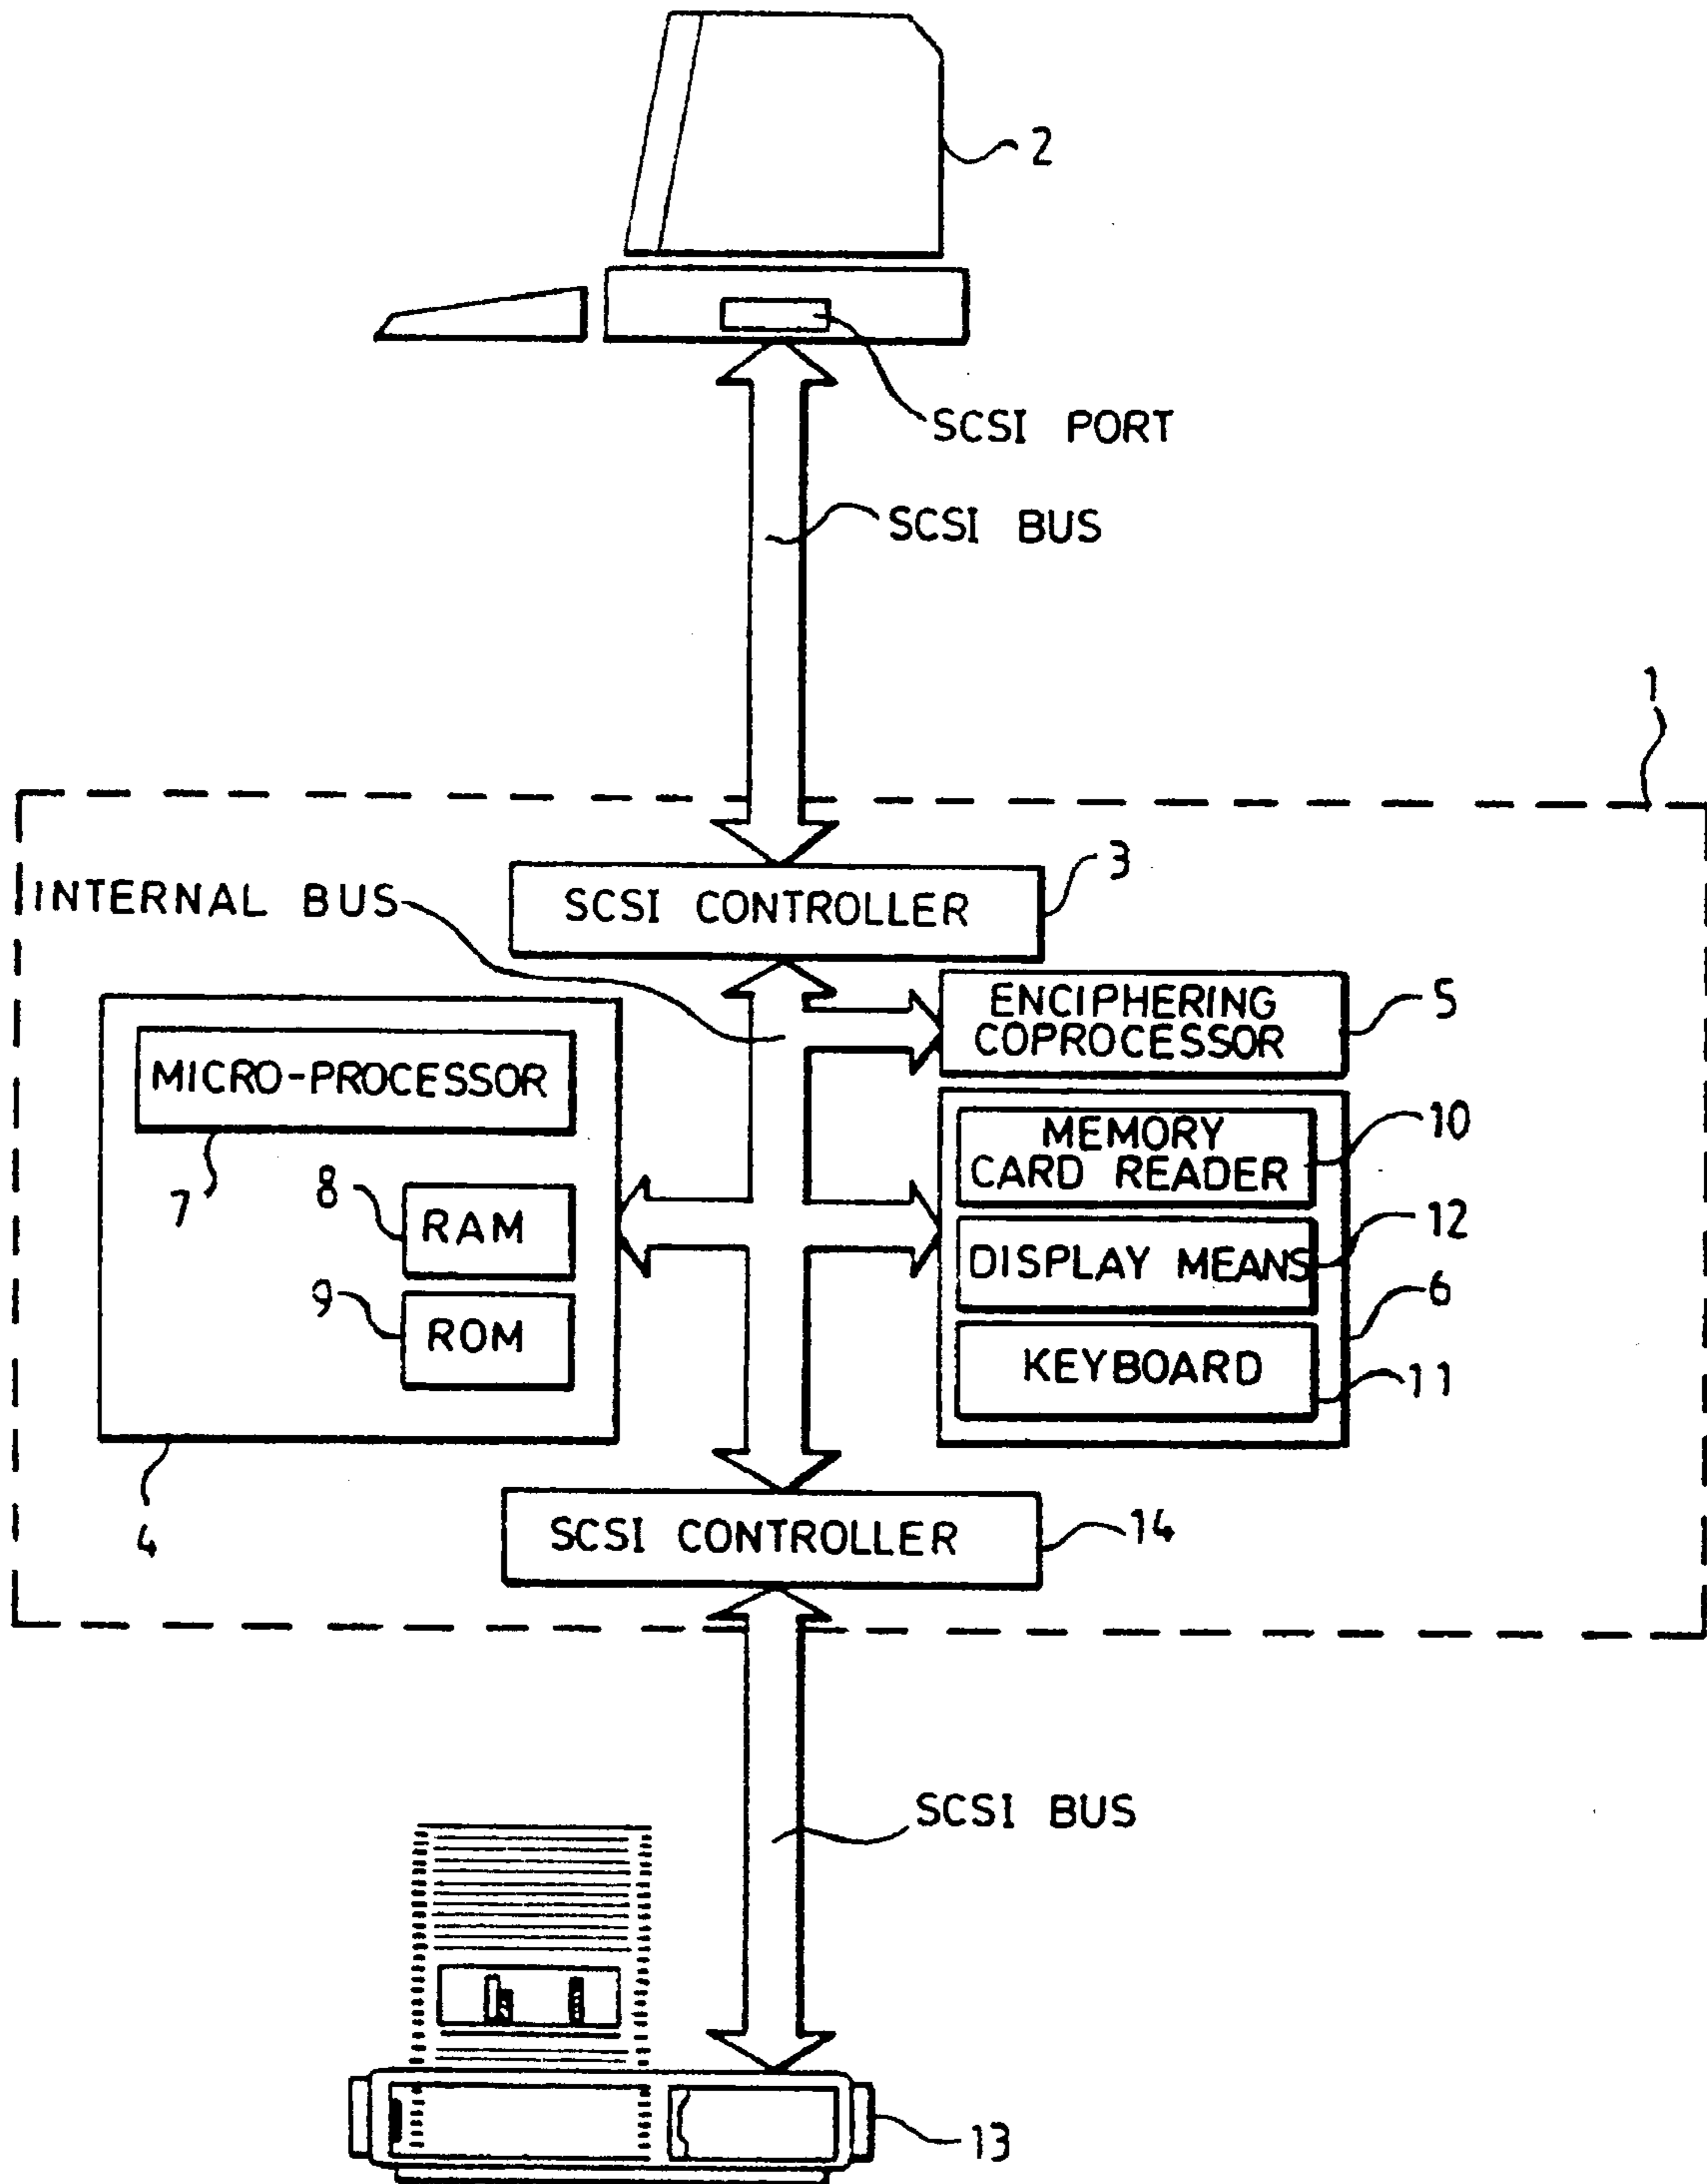 2
SCSI PORT
SCSI BUS
1
INTERNAL BUS
SCSI CONTROLLER
3
ENCIPHERING
COPROCESSOR
5
MICRO-PROCESSOR
7
MEMORY
CARD READER
10
8
RAM
DISPLAY MEANS
12
9
ROM
6
KEYBOARD
11
4
SCSI CONTROLLER
14
SCSI BUS
13